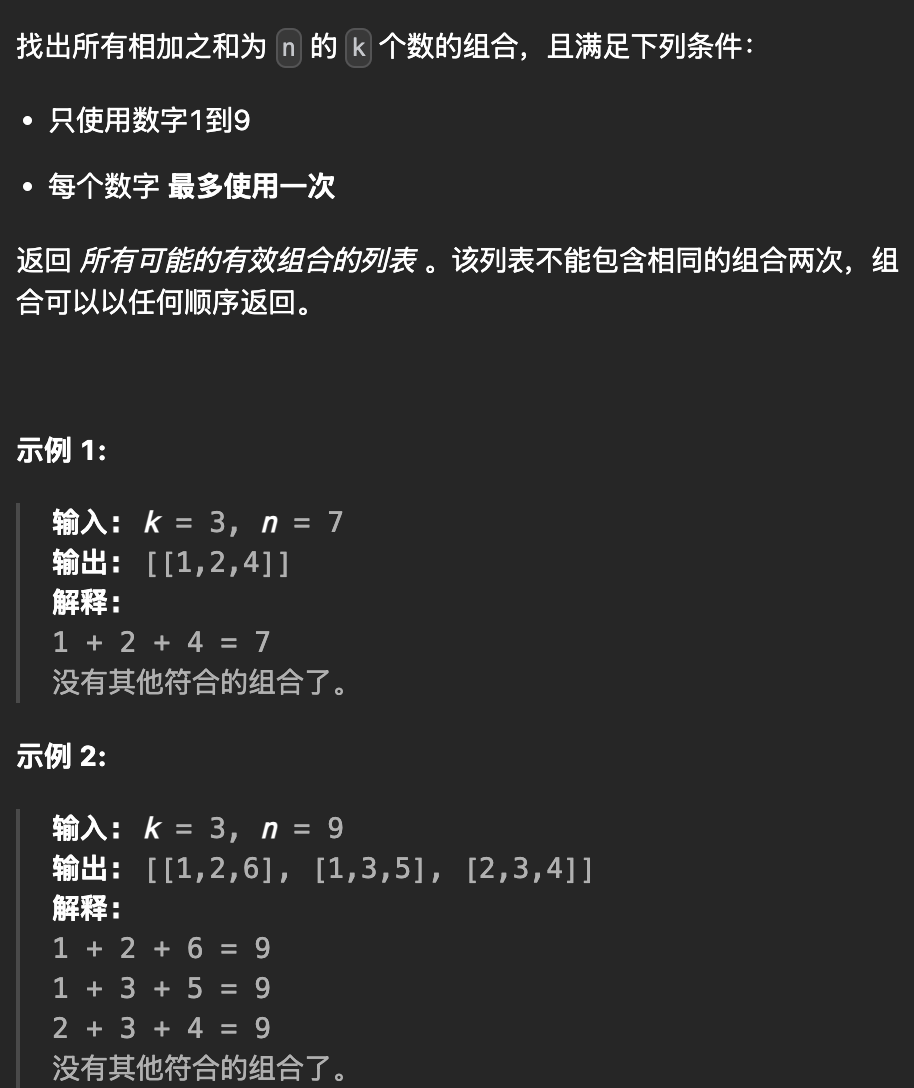 找出所有相加之和为 n 的 k 个数的组合，且满足下列条件：
• 只使用数字1到9
• 每个数字 最多使用一次
返回 所有可能的有效组合的列表 。该列表不能包含相同的组合两次，组
合可以以任何顺序返回。
示例 1:
输入: k = 3, n = 7
输出: [[1,2,4]]
解释:
1 + 2 + 4 = 7
没有其他符合的组合了。
示例 2:
输入: k = 3, n = 9
输出: [[1,2,6], [1,3,5], [2,3,4]]
解释:
1 + 2 + 6 = 9
1 + 3 + 5 = 9
2 + 3 + 4 = 9
没有其他符合的组合了。